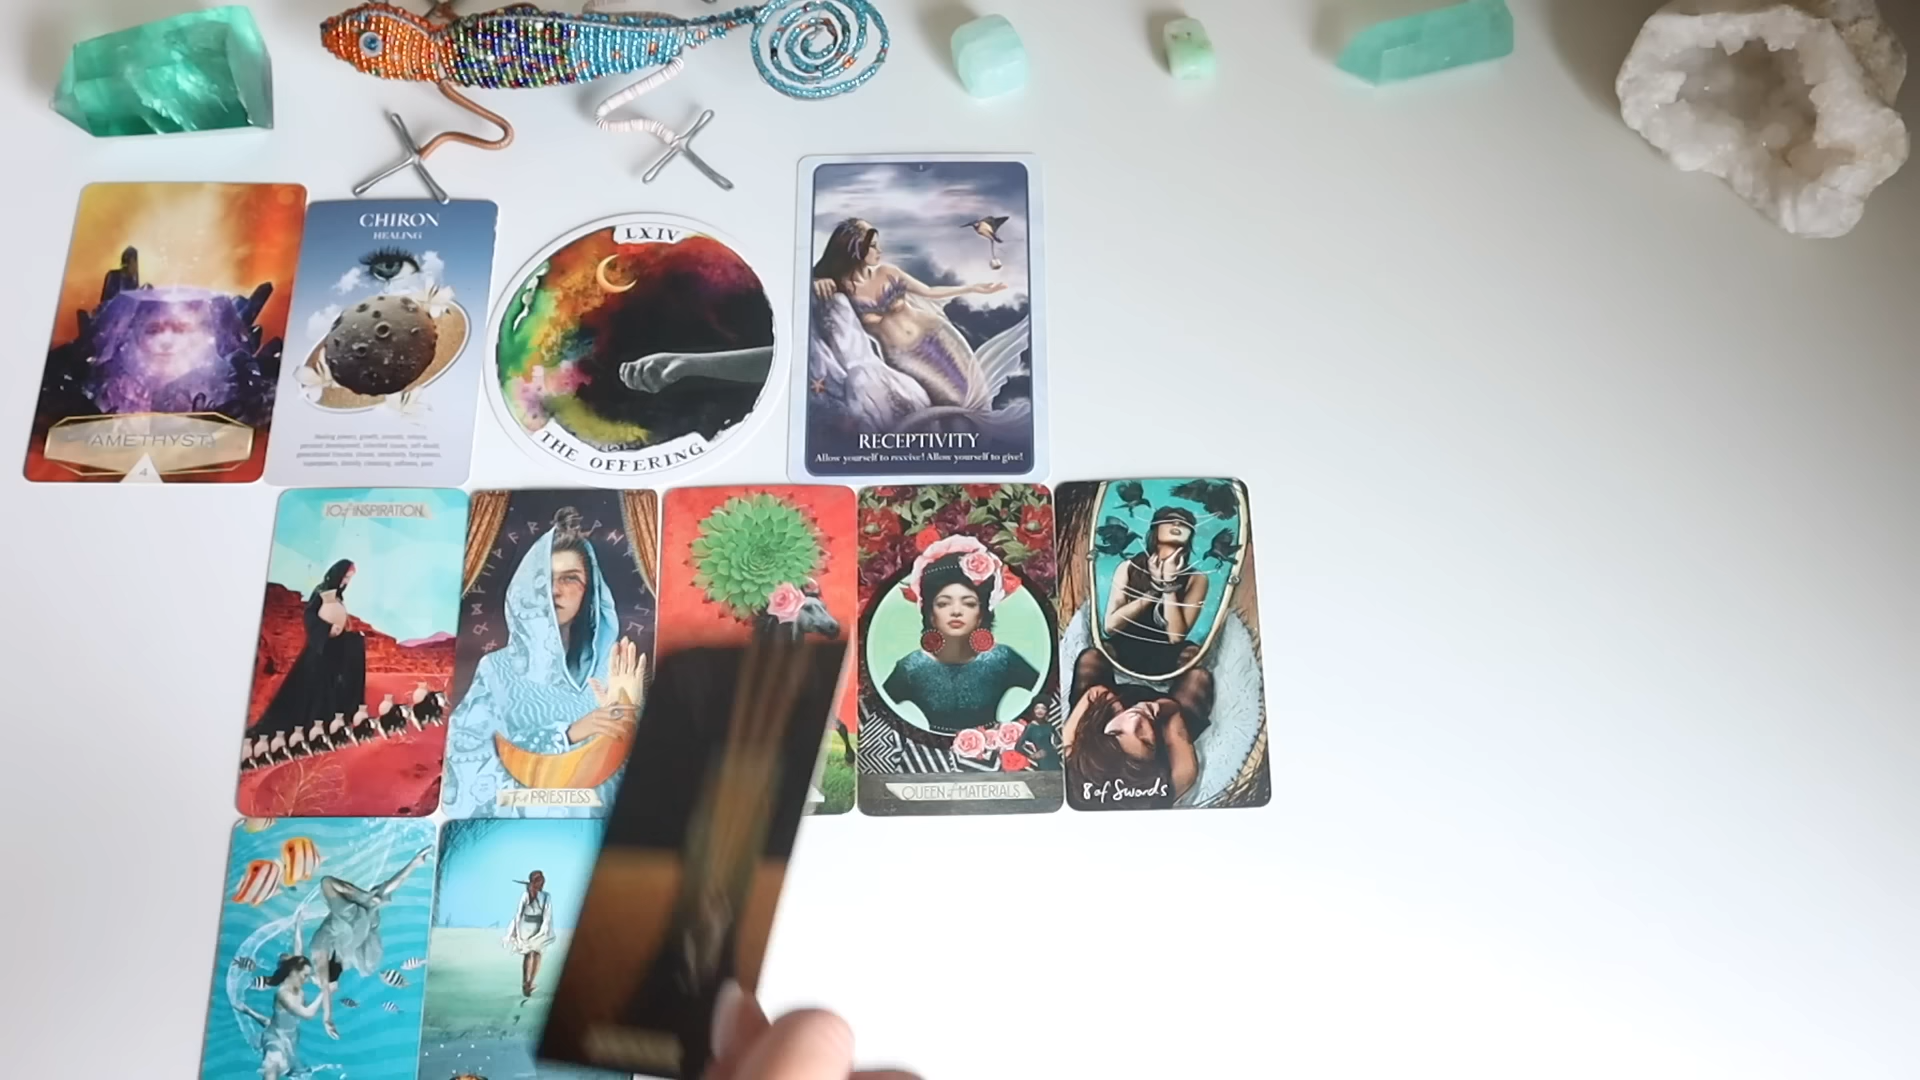 AMETHYST
4
CHIRON
HEALING
LXIV
THE OFFERING
RECEPTIVITY
Allow yourself to receive! Allow yourself to give!
10 of INSPIRATION
The PRIESTESS
QUEEN of MATERIALS
8 of Swords